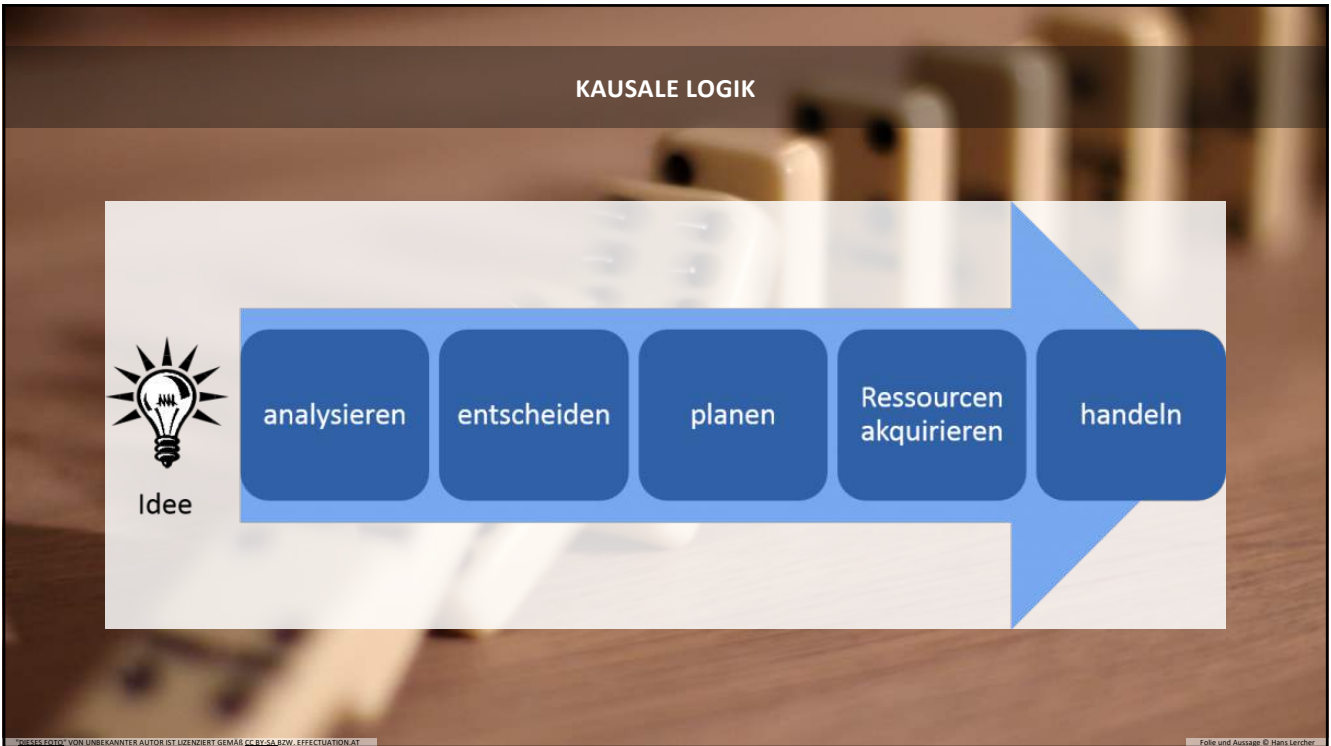 KAUSALE LOGIK
Idee
analysieren
entscheiden
planen
Ressourcen
akquirieren
handeln
"DIESES FOTO" VON UNBEKANNTER AUTOR IST LIZENZIERT GEMÄß CC BY-SA BZW. EFFECTUATION.AT
Folie und Aussage © Hans Lercher